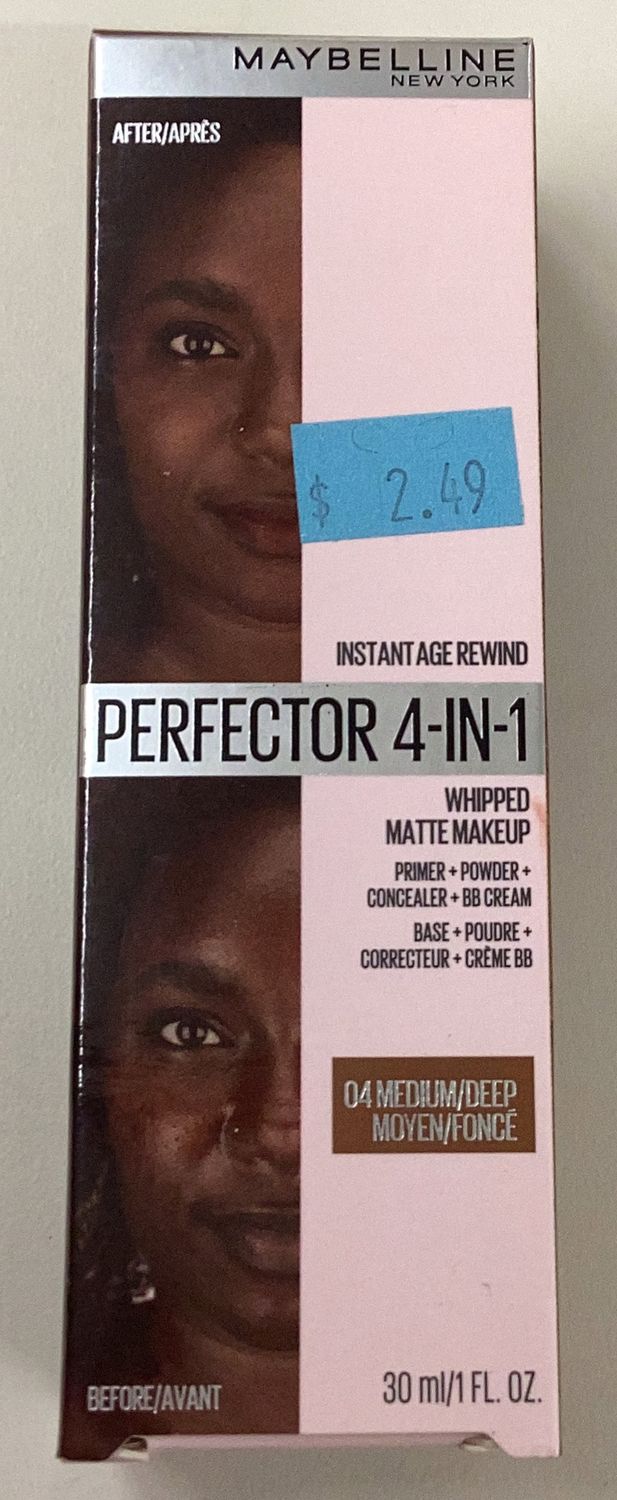 MAYBELLINE
NEW YORK
AFTER/APRÈS
$ 2.49
INSTANT AGE REWIND
PERFECTOR 4-IN-1
WHIPPED
MATTE MAKEUP
PRIMER + POWDER +
CONCEALER + BB CREAM
BASE + POUDRE +
CORRECTEUR + CRÈME BB
04 MEDIUM/DEEP
MOYEN/FONCÉ
BEFORE/AVANT
30 ml/1 FL. OZ.